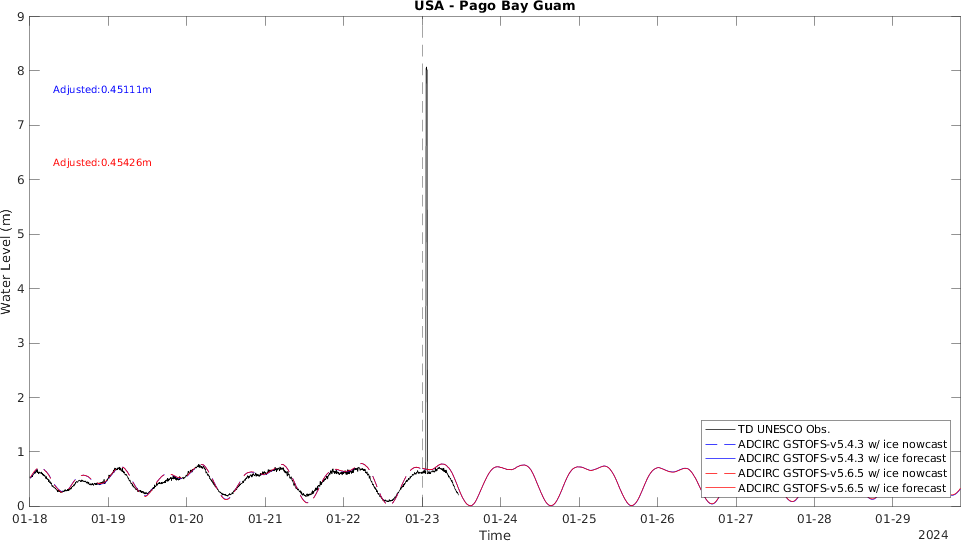 USA - Pago Bay Guam
9
8
7
6
5
4
3
2
1
0
Water Level (m)
Adjusted:0.45111m
Adjusted:0.45426m
TD UNESCO Obs.
ADCIRC GSTOFS-v5.4.3 w/ ice nowcast
ADCIRC GSTOFS-v5.4.3 w/ ice forecast
ADCIRC GSTOFS-v5.6.5 w/ ice nowcast
ADCIRC GSTOFS-v5.6.5 w/ ice forecast
01-18 01-19 01-20 01-21 01-22 01-23 01-24 01-25 01-26 01-27 01-28 01-29
Time
2024